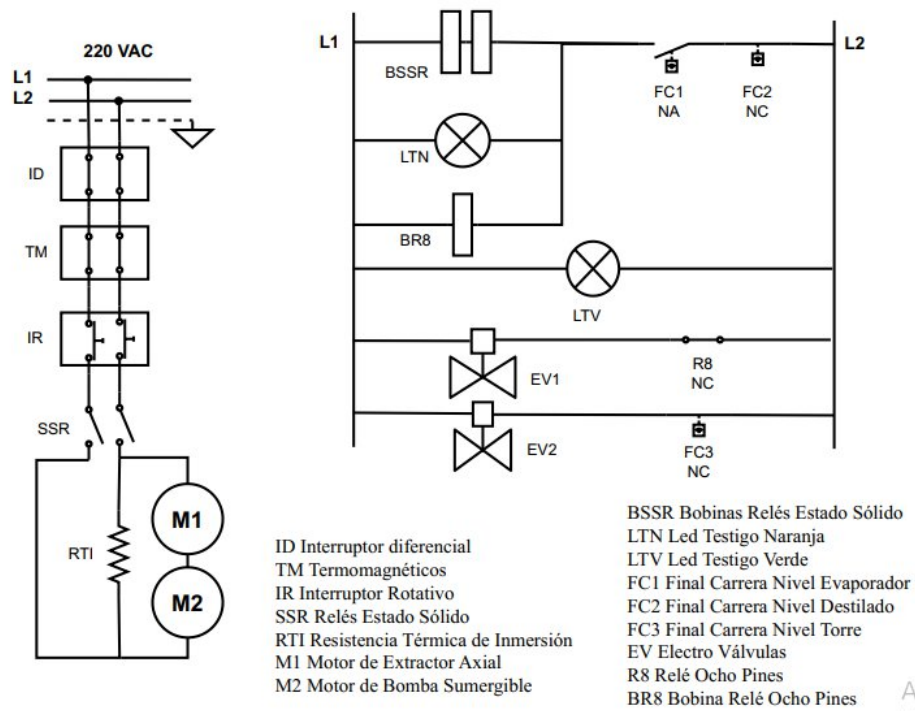 220 VAC
L1
L2
ID
TM
IR
SSR
RTI
M1
M2
L1
L2
BSSR
FC1
NA
FC2
NC
LTN
BR8
LTV
EV1
R8
NC
EV2
FC3
NC
ID Interruptor diferencial
TM Termomagnéticos
IR Interruptor Rotativo
SSR Relés Estado Sólido
RTI Resistencia Térmica de Inmersión
M1 Motor de Extractor Axial
M2 Motor de Bomba Sumergible
BSSR Bobinas Relés Estado Sólido
LTN Led Testigo Naranja
LTV Led Testigo Verde
FC1 Final Carrera Nivel Evaporador
FC2 Final Carrera Nivel Destilado
FC3 Final Carrera Nivel Torre
EV Electro Válvulas
R8 Relé Ocho Pines
BR8 Bobina Relé Ocho Pines
A